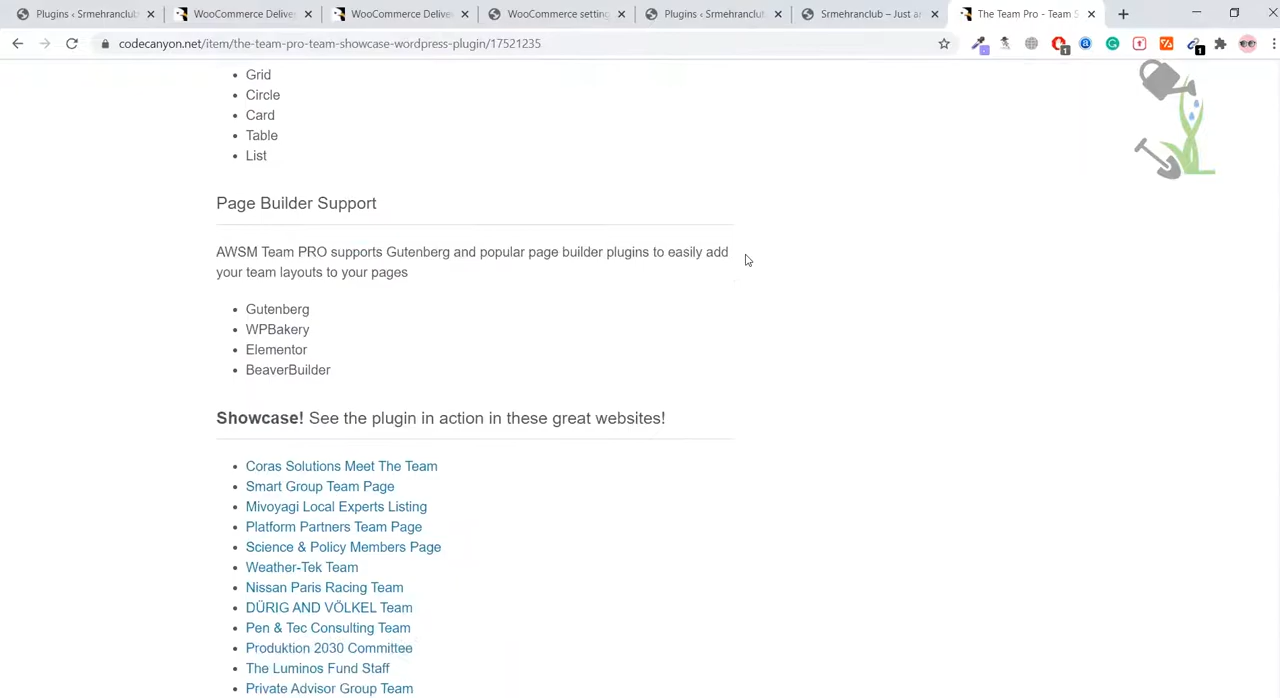 Plugins ‹ Srmehranclub
WooCommerce Delive
WooCommerce Delive
WooCommerce settin
Plugins ‹ Srmehranclub
Srmehranclub – Just a
The Team Pro - Team S
codecanyon.net/item/the-team-pro-team-showcase-wordpress-plugin/17521235
Grid
Circle
Card
Table
List
Page Builder Support
AWSM Team PRO supports Gutenberg and popular page builder plugins to easily add
your team layouts to your pages
Gutenberg
WPBakery
Elementor
BeaverBuilder
Showcase! See the plugin in action in these great websites!
Coras Solutions Meet The Team
Smart Group Team Page
Mivoyagi Local Experts Listing
Platform Partners Team Page
Science & Policy Members Page
Weather-Tek Team
Nissan Paris Racing Team
DÜRIG AND VÖLKEL Team
Pen & Tec Consulting Team
Produktion 2030 Committee
The Luminos Fund Staff
Private Advisor Group Team